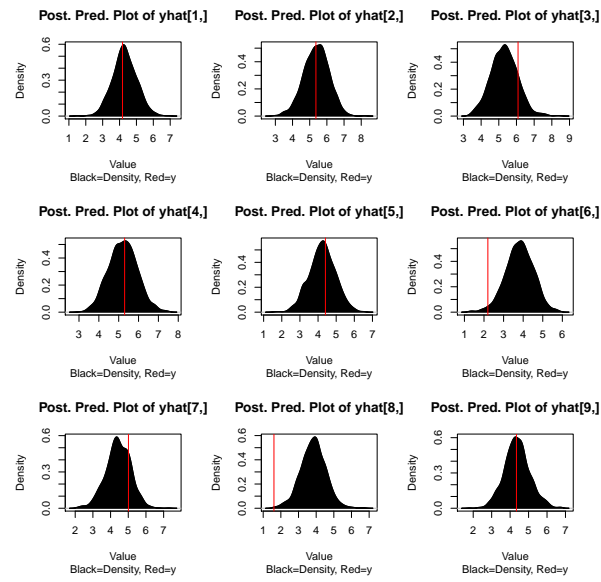 Post. Pred. Plot of yhat[1,]
Density
0.0 0.3 0.6
1 2 3 4 5 6 7
Value
Black=Density, Red=y
Post. Pred. Plot of yhat[2,]
Density
0.0 0.2 0.4
3 4 5 6 7 8
Value
Black=Density, Red=y
Post. Pred. Plot of yhat[3,]
Density
0.0 0.2 0.4
3 4 5 6 7 8 9
Value
Black=Density, Red=y
Post. Pred. Plot of yhat[4,]
Density
0.0 0.2 0.4
3 4 5 6 7 8
Value
Black=Density, Red=y
Post. Pred. Plot of yhat[5,]
Density
0.0 0.2 0.4
1 2 3 4 5 6 7
Value
Black=Density, Red=y
Post. Pred. Plot of yhat[6,]
Density
0.0 0.2 0.4
1 2 3 4 5 6
Value
Black=Density, Red=y
Post. Pred. Plot of yhat[7,]
Density
0.0 0.3 0.6
2 3 4 5 6 7
Value
Black=Density, Red=y
Post. Pred. Plot of yhat[8,]
Density
0.0 0.2 0.4 0.6
1 2 3 4 5 6 7
Value
Black=Density, Red=y
Post. Pred. Plot of yhat[9,]
Density
0.0 0.3 0.6
2 3 4 5 6 7
Value
Black=Density, Red=y